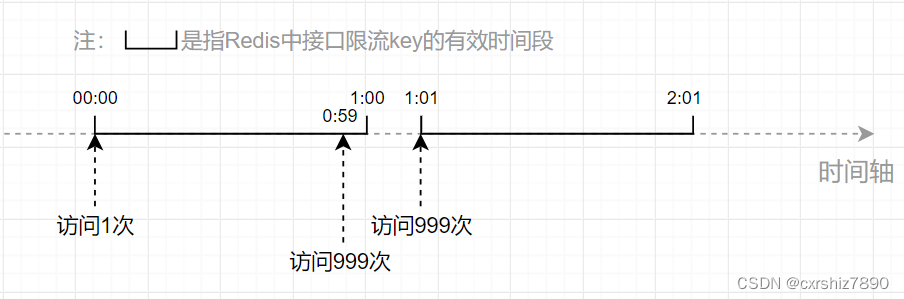 注： 是指Redis中接口限流key的有效时间段
00:00 1:00 1:01 2:01
0:59
时间轴
访问1次 访问999次
访问999次
CSDN @cxrshiz7890